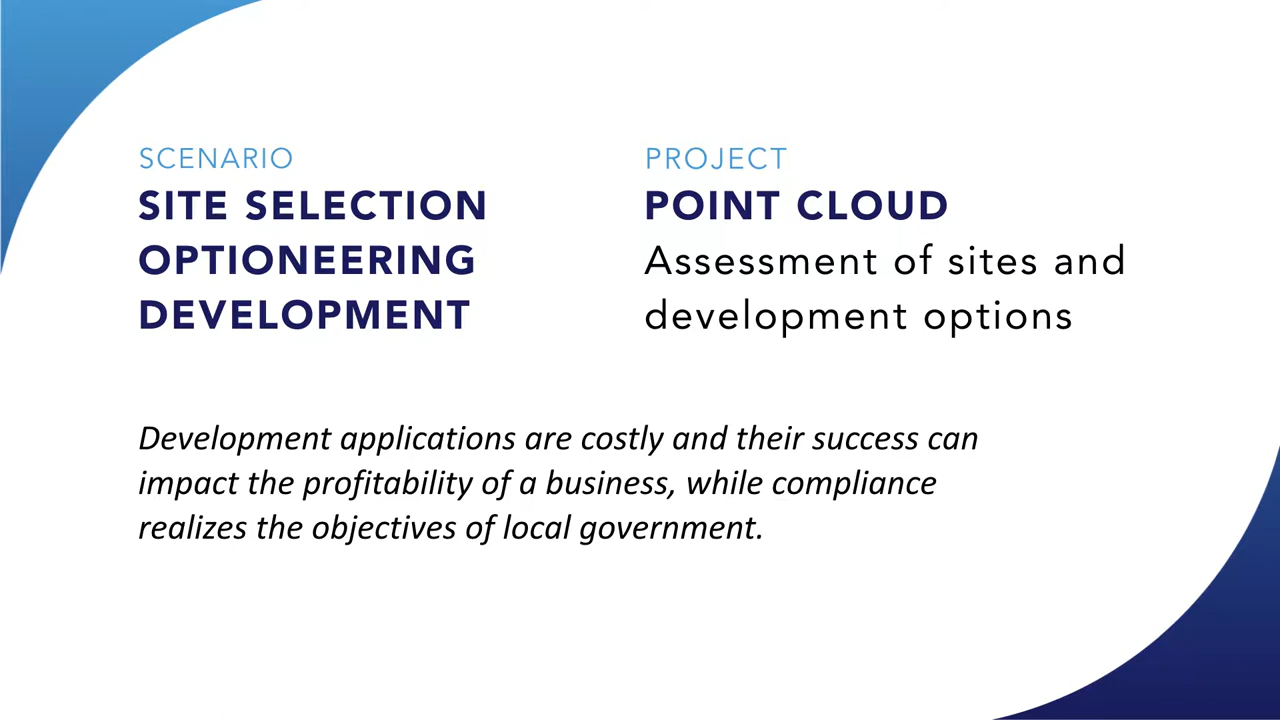 SCENARIO
SITE SELECTION
OPTIONEERING
DEVELOPMENT
PROJECT
POINT CLOUD
Assessment of sites and
development options
Development applications are costly and their success can
impact the profitability of a business, while compliance
realizes the objectives of local government.